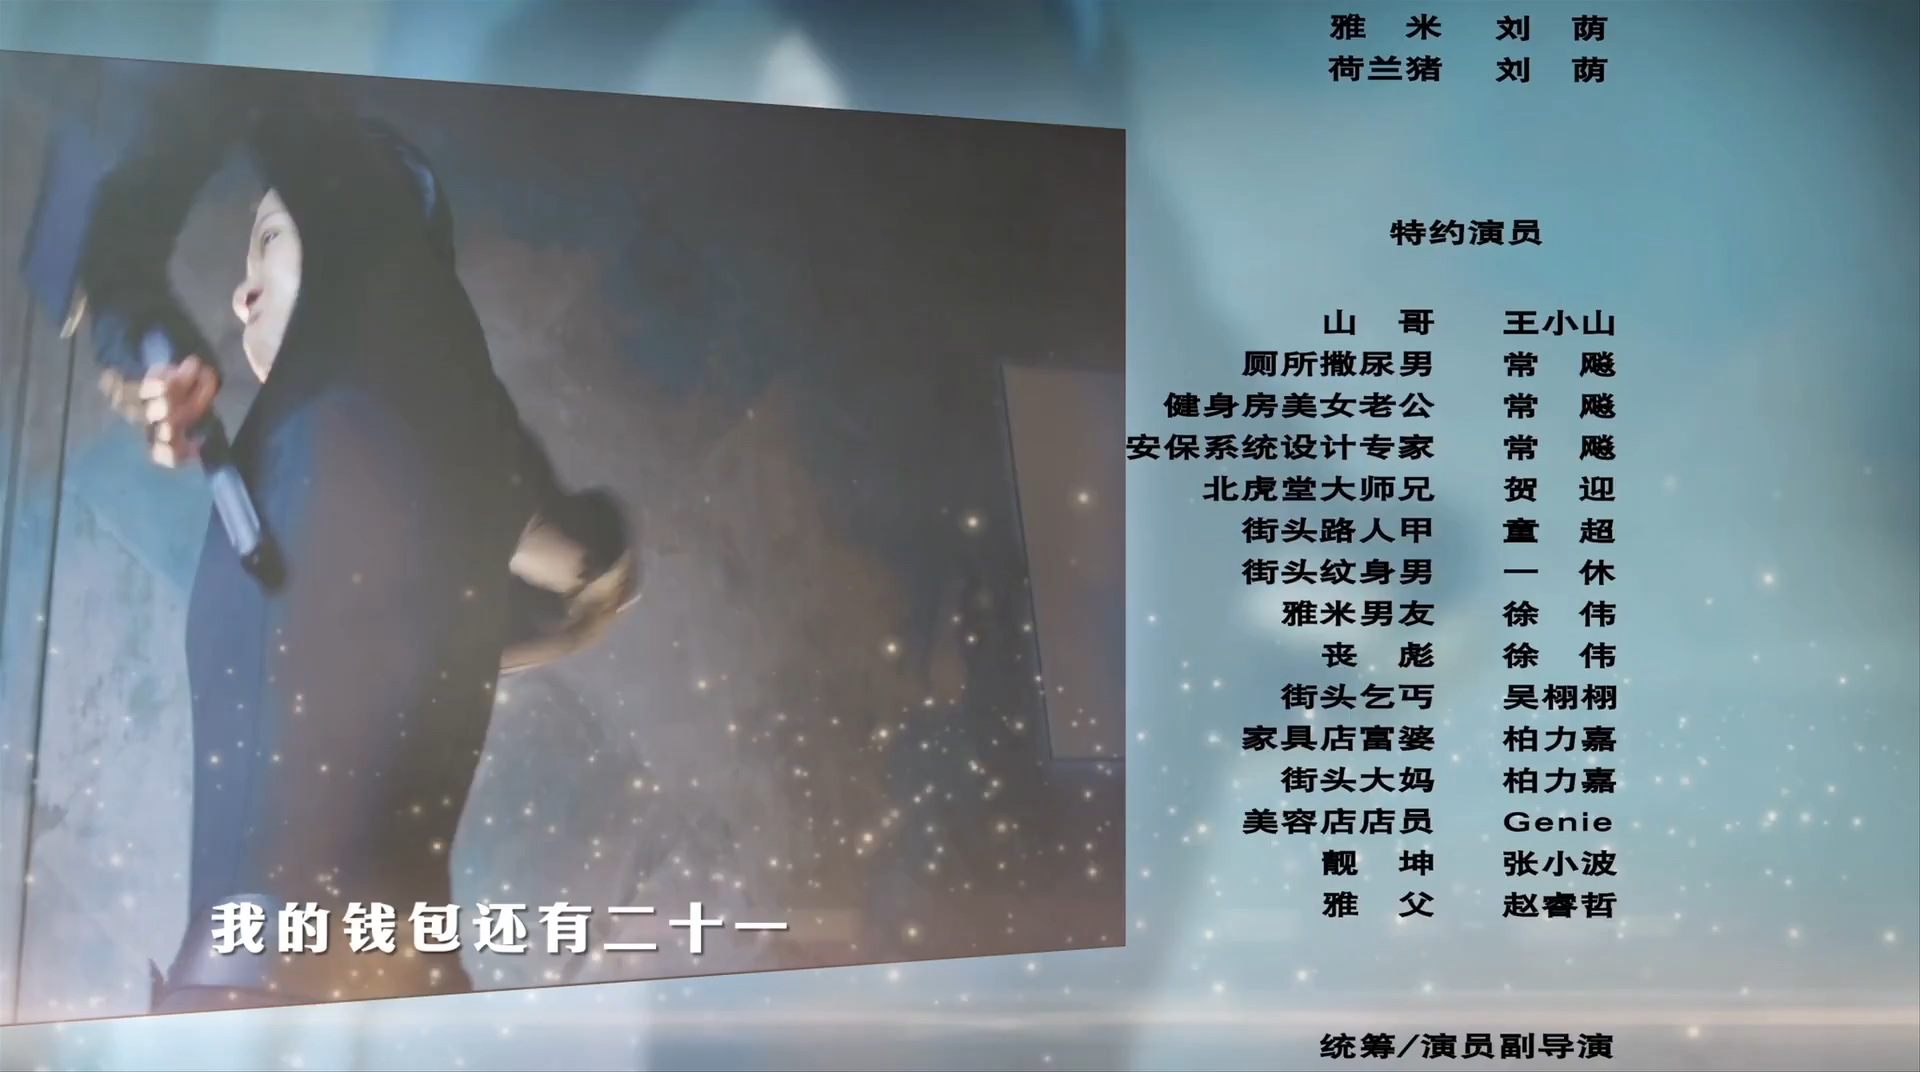 雅米 刘荫
荷兰猪 刘荫
特约演员
山哥 王小山
厕所撒尿男 常飚
健身房美女老公 常飚
安保系统设计专家 常飚
北虎堂大师兄 贺迎
街头路人甲 童超
街头纹身男 一休
雅米男友 徐伟
丧彪 徐伟
街头乞丐 吴栩栩
家具店富婆 柏力嘉
街头大妈 柏力嘉
美容店店员 Genie
靓坤 张小波
雅父 赵睿哲
我的钱包还有二十一
统筹/演员副导演